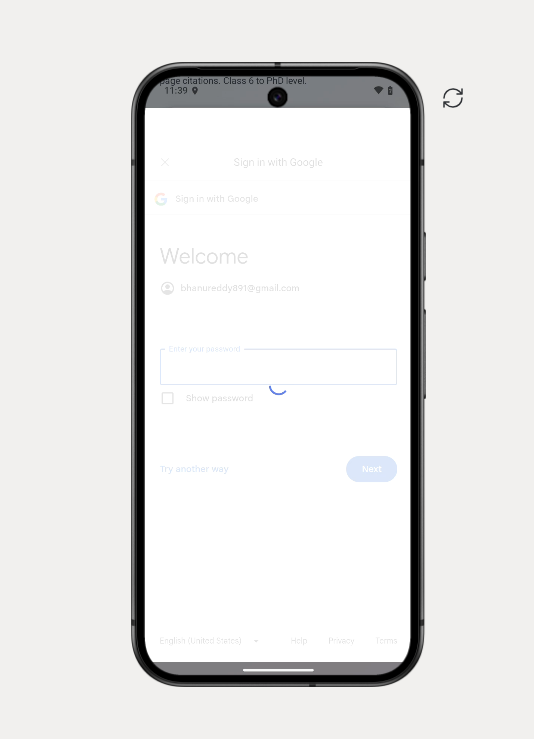 page citations. Class 6 to PhD level.
11:39
Sign in with Google
Sign in with Google
Welcome
bhanureddy891@gmail.com
Enter your password
Show password
Try another way
Next
English (United States)
Help
Privacy
Terms